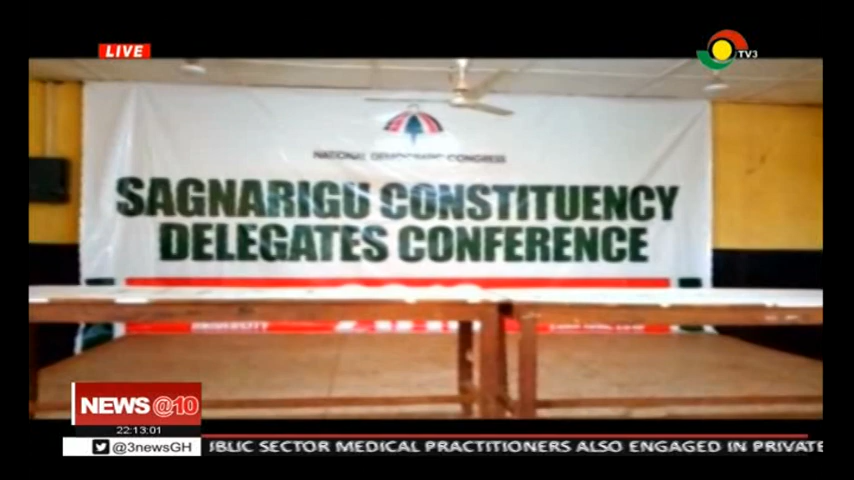 LIVE
TV3
NATIONAL DEMOCRATIC CONGRESS
SAGNARIGU CONSTITUENCY
DELEGATES CONFERENCE
NEWS@10
22:13:01
@3newsGH
UBLIC SECTOR MEDICAL PRACTITIONERS ALSO ENGAGED IN PRIVATE